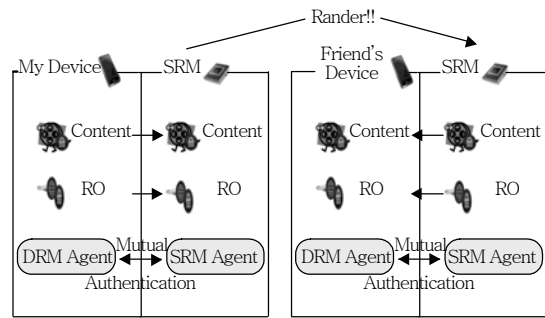 Rander!!
My Device SRM
Friend's
Device
SRM
Content Content
Content Content
RO RO
RO RO
DRM Agent Mutual SRM Agent
Authentication
DRM Agent Mutual SRM Agent
Authentication